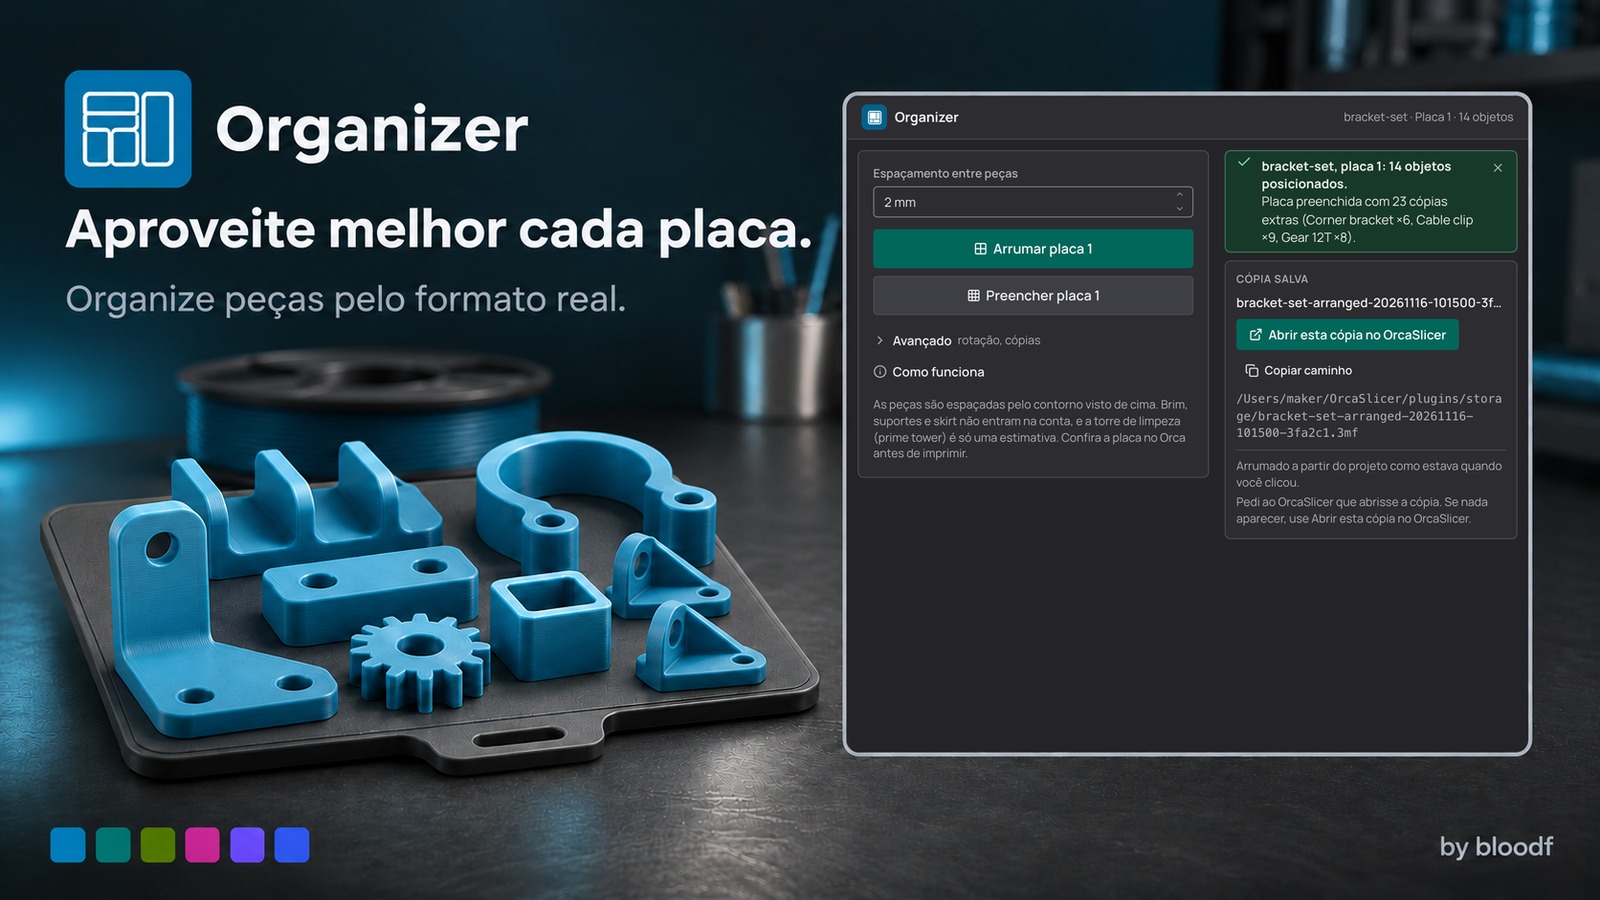 Organizer
Aproveite melhor cada placa.
Organize peças pelo formato real.
Organizer
bracket-set · Placa 1 · 14 objetos
Espaçamento entre peças
2 mm
Arrumar placa 1
Preencher placa 1
Avançado rotação, cópias
Como funciona
As peças são espaçadas pelo contorno visto de cima. Brim,
suportes e skirt não entram na conta, e a torre de limpeza
(prime tower) é só uma estimativa. Confira a placa no Orca
antes de imprimir.
bracket-set, placa 1: 14 objetos
posicionados.
Placa preenchida com 23 cópias
extras (Corner bracket ×6, Cable clip
×9, Gear 12T ×8).
CÓPIA SALVA
bracket-set-arranged-20261116-101500-3f...
Abrir esta cópia no OrcaSlicer
Copiar caminho
/Users/maker/OrcaSlicer/plugins/stora
ge/bracket-set-arranged-20261116-
101500-3fa2c1.3mf
Arrumado a partir do projeto como estava quando
você clicou.
Pedi ao OrcaSlicer que abrisse a cópia. Se nada
aparecer, use Abrir esta cópia no OrcaSlicer.
by bloodf